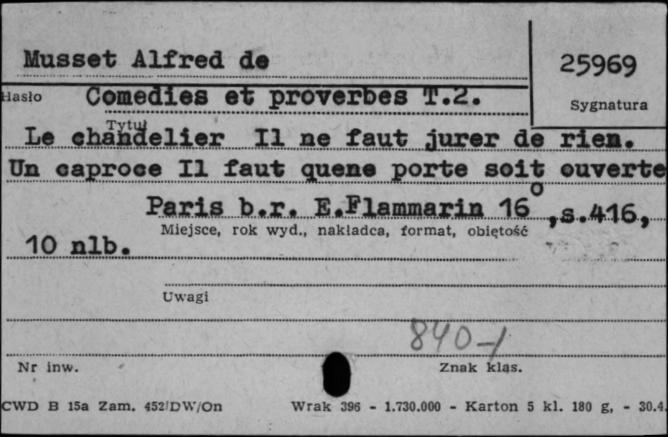 Musset Alfred de
25969
Hasło Comedies et proverbes T.2.
Sygnatura
Tytuł
Le chandelier Il ne faut jurer de rien.
Un caproce Il faut quene porte soit ouverte
Paris b.r. E.Flammarin 16o ,s.416,
Miejsce, rok wyd., nakładca, format, objętość
10 nlb.
Uwagi
840-1
Nr inw. Znak klas.
CWD B 15a Zam. 452/DW/On Wrak 396 - 1.730.000 - Karton 5 kl. 180 g, - 30.4.